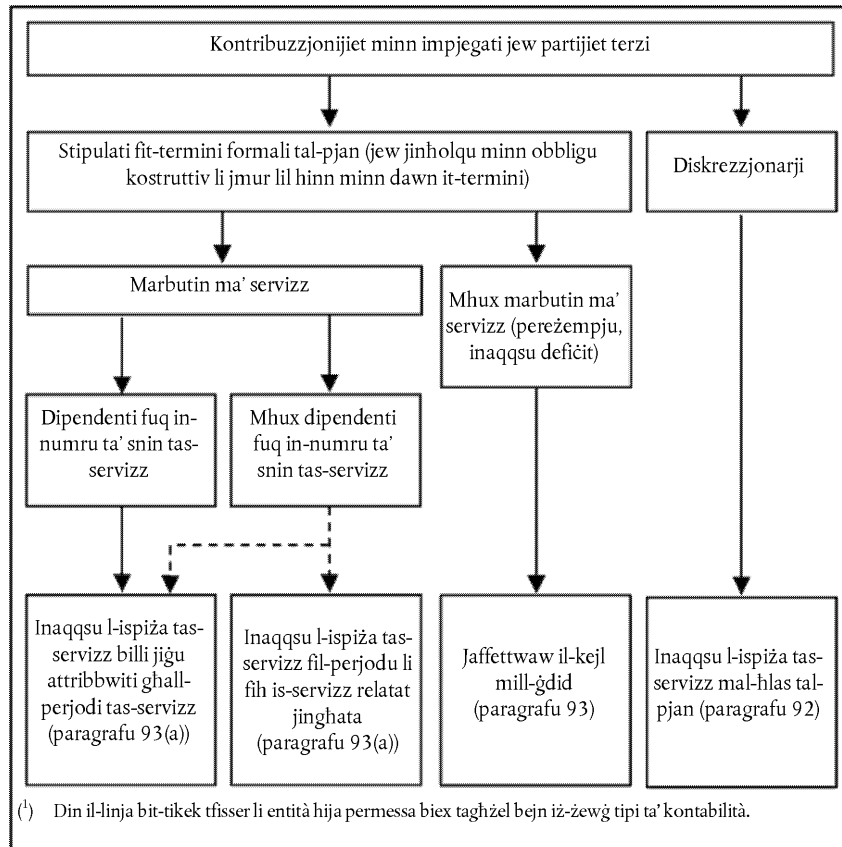 Kontribuzzjonijiet minn impjegati jew partijiet terzi
Stipulati fit-termini formali tal-pjan (jew jinħolqu minn obbligu
kostruttiv li jmur lil hinn minn dawn it-termini)
Diskrezzjonarji
Marbutin ma' servizz
Mhux marbutin ma'
servizz (pereżempju,
inaqqsu defiċit)
Dipendenti fuq in-
numru ta' snin tas-
servizz
Mhux dipendenti
fuq in-numru ta'
snin tas-servizz
Inaqqsu l-ispiża tas-
servizz billi jiġu
attribbwiti għall-
perjodi tas-servizz
(paragrafu 93(a))
Inaqqsu l-ispiża tas-
servizz fil-perjodu li
fih is-servizz relatat
jingħata
(paragrafu 93(a))
Jaffettwaw il-kejl
mill-ġdid
(paragrafu 93)
Inaqqsu l-ispiża tas-
servizz mal-ħlas tal-
pjan (paragrafu 92)
(¹) Din il-linja bit-tikek tfisser li entità hija permessa biex tagħżel bejn iż-żewġ tipi ta' kontabilità.